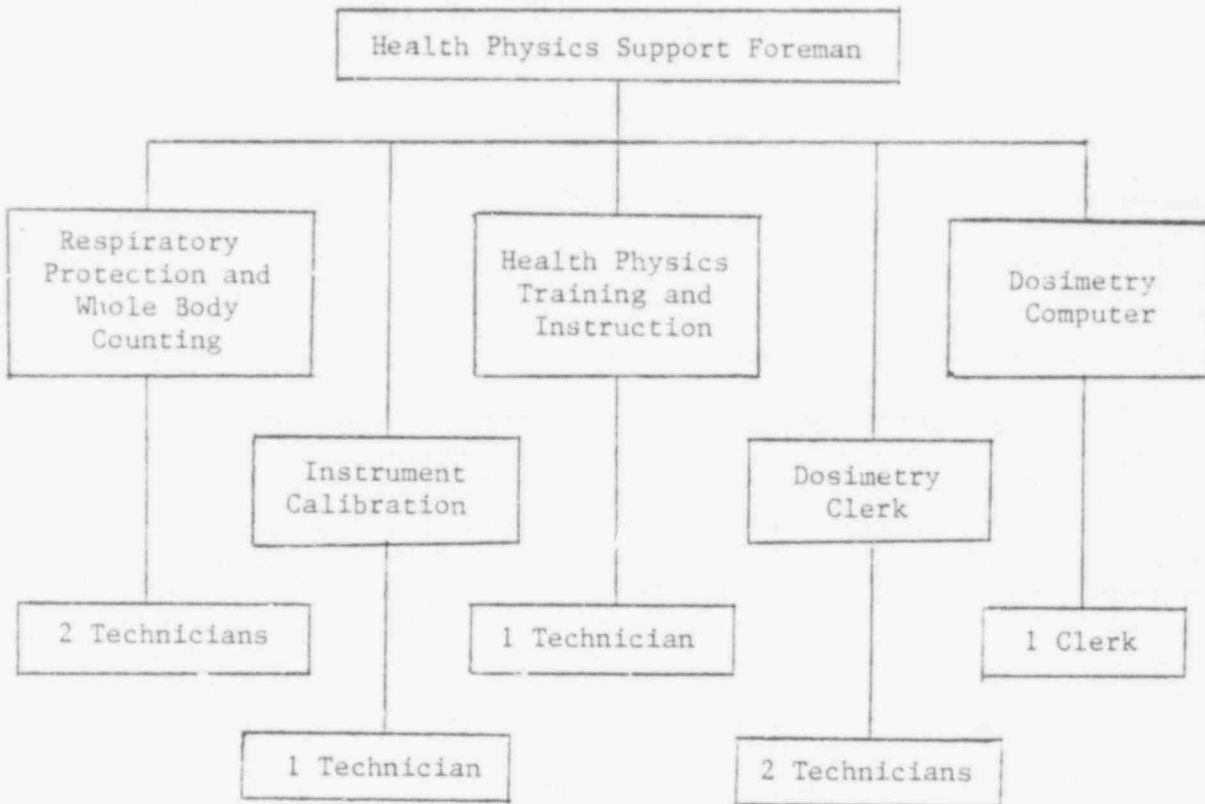 Health Physics Support Foreman
Respiratory
Protection and
Whole Body
Counting
Health Physics
Training and
Instruction
Dosimetry
Computer
Instrument
Calibration
Dosimetry
Clerk
2 Technicians
1 Technician
1 Clerk
1 Technician
2 Technicians